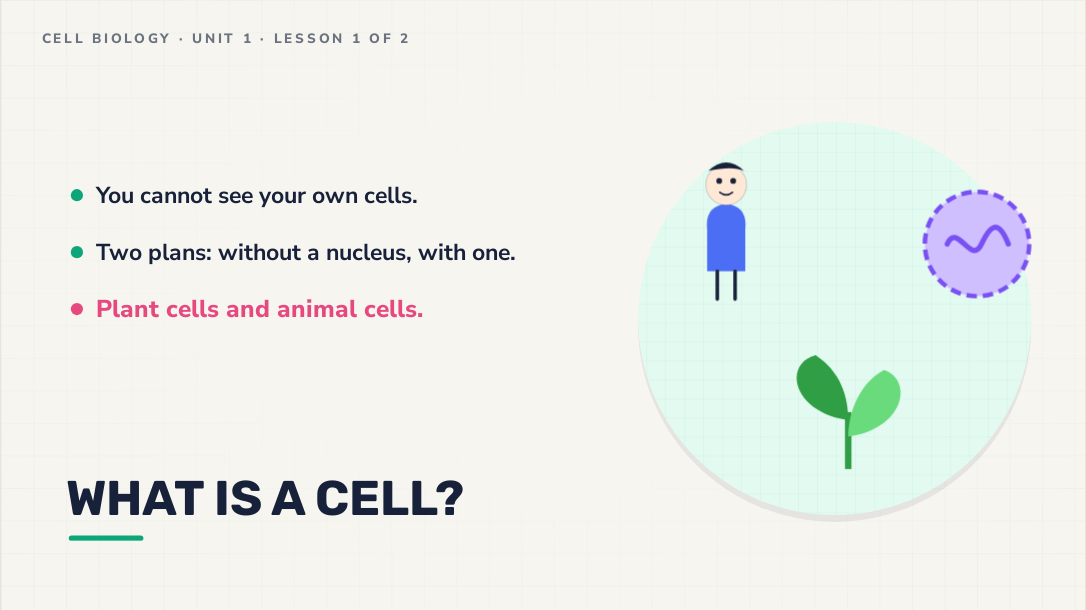 CELL BIOLOGY · UNIT 1 · LESSON 1 OF 2
You cannot see your own cells.
Two plans: without a nucleus, with one.
Plant cells and animal cells.
WHAT IS A CELL?